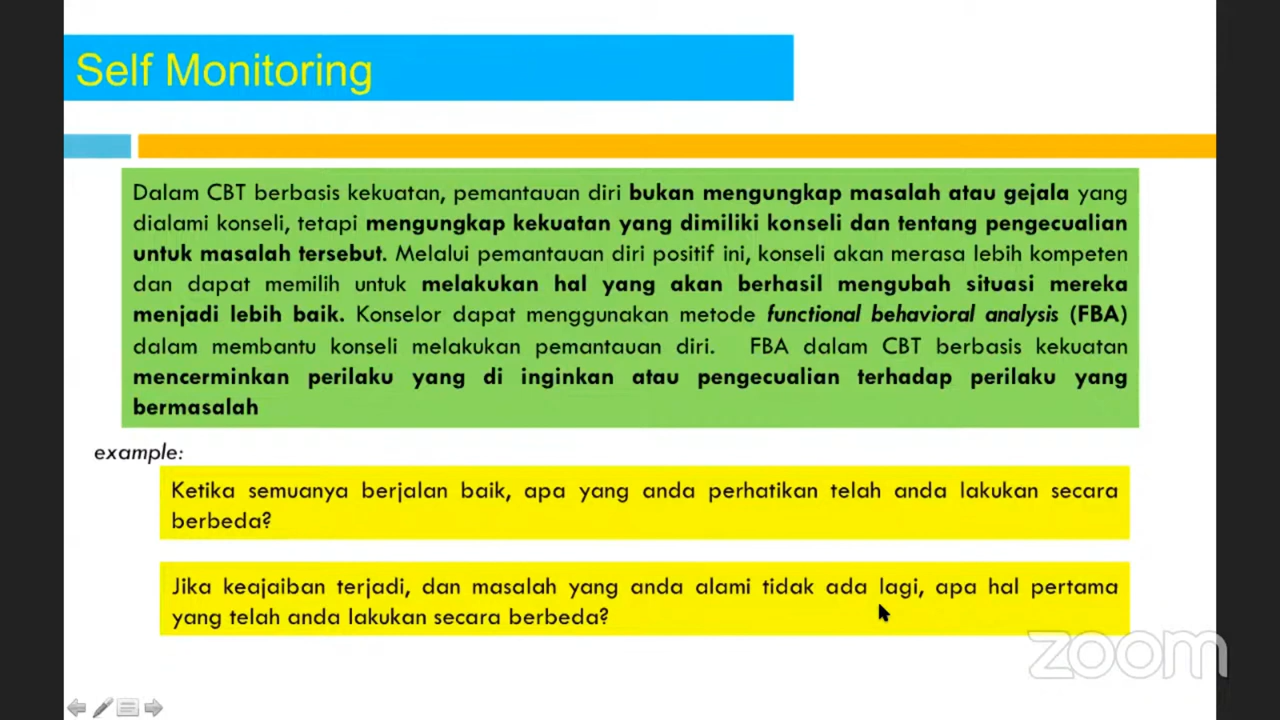 Self Monitoring
Dalam CBT berbasis kekuatan, pemantauan diri bukan mengungkap masalah atau gejala yang
dialami konseli, tetapi mengungkap kekuatan yang dimiliki konseli dan tentang pengecualian
untuk masalah tersebut. Melalui pemantauan diri positif ini, konseli akan merasa lebih kompeten
dan dapat memilih untuk melakukan hal yang akan berhasil mengubah situasi mereka
menjadi lebih baik. Konselor dapat menggunakan metode functional behavioral analysis (FBA)
dalam membantu konseli melakukan pemantauan diri. FBA dalam CBT berbasis kekuatan
mencerminkan perilaku yang di inginkan atau pengecualian terhadap perilaku yang
bermasalah
example:
Ketika semuanya berjalan baik, apa yang anda perhatikan telah anda lakukan secara
berbeda?
Jika keajaiban terjadi, dan masalah yang anda alami tidak ada lagi, apa hal pertama
yang telah anda lakukan secara berbeda?
zoom